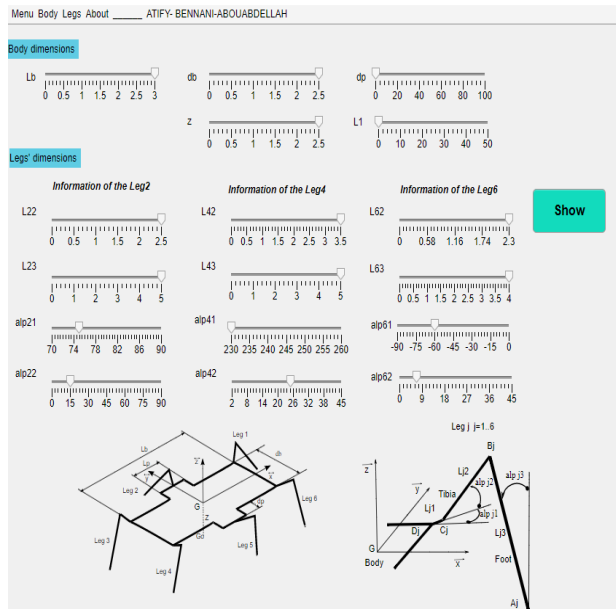 Menu Body Legs About ______ ATIFY- BENNANI-ABOUABDELLAH
Body dimensions
Lb
0 0.5 1 1.5 2 2.5 3
db
0 0.5 1 1.5 2 2.5
dp
0 20 40 60 80 100
z
0 0.5 1 1.5 2 2.5
L1
0 10 20 30 40 50
Legs' dimensions
Information of the Leg2
Information of the Leg4
Information of the Leg6
Show
L22
0 0.5 1 1.5 2 2.5
L42
0 0.5 1 1.5 2 2.5 3 3.5
L62
0 0.58 1.16 1.74 2.3
L23
0 1 2 3 4 5
L43
0 1 2 3 4 5
L63
0 0.5 1 1.5 2 2.5 3 3.5 4
alp21
70 74 78 82 86 90
alp41
230 235 240 245 250 255 260
alp61
-90 -75 -60 -45 -30 -15 0
alp22
0 15 30 45 60 75 90
alp42
2 8 14 20 26 32 38 45
alp62
0 9 18 27 36 45
Leg 1
Lb
db
Lp
z
x
y
Leg 2
G
Leg 6
dp
Z
Gd
Leg 3
Leg 5
Leg 4
Leg j j=1..6
Bj
z
Lj2
alp j3
alp j2
y
Tibia
Lj1
alp j1
Dj
Cj
Lj3
G
Foot
Body
x
Aj